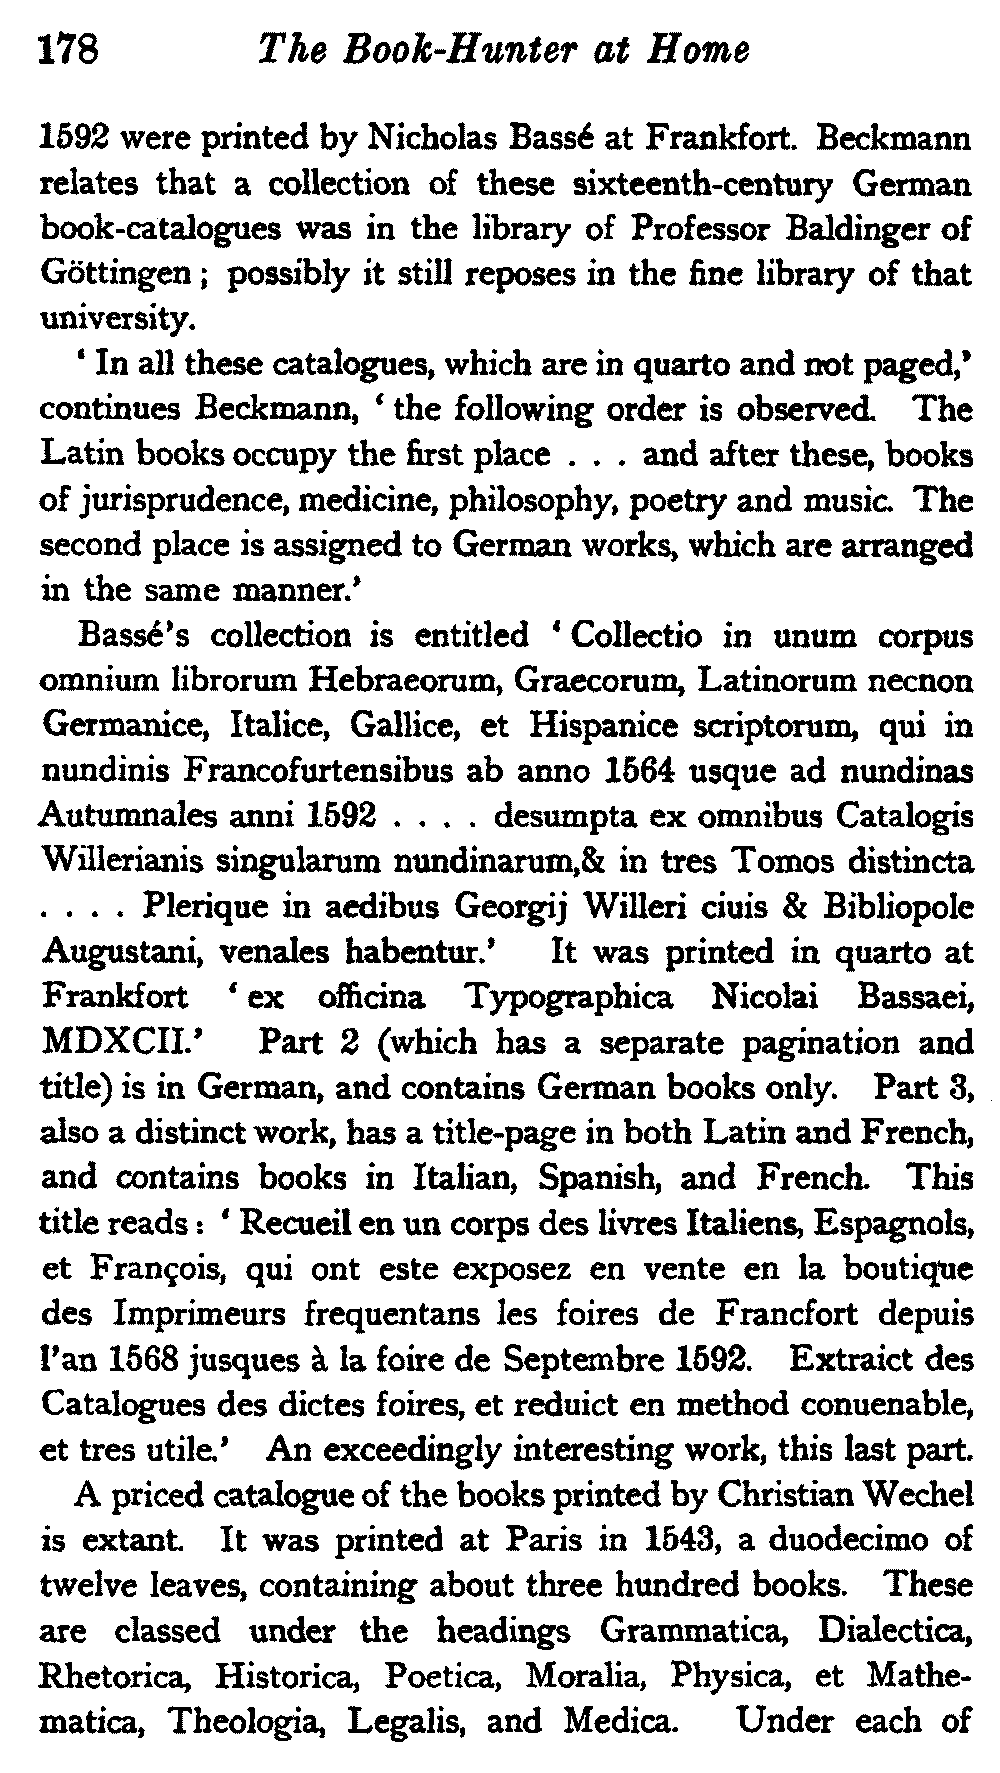 178 The Book-Hunter at Home
1592 were printed by Nicholas Bassé at Frankfort. Beckmann
relates that a collection of these sixteenth-century German
book-catalogues was in the library of Professor Baldinger of
Göttingen; possibly it still reposes in the fine library of that
university.
‘In all these catalogues, which are in quarto and not paged,’
continues Beckmann, ‘the following order is observed. The
Latin books occupy the first place . . . and after these, books
of jurisprudence, medicine, philosophy, poetry and music. The
second place is assigned to German works, which are arranged
in the same manner.’
Bassé’s collection is entitled ‘Collectio in unum corpus
omnium librorum Hebraeorum, Graecorum, Latinorum necnon
Germanice, Italice, Gallice, et Hispanice scriptorum, qui in
nundinis Francofurtensibus ab anno 1564 usque ad nundinas
Autumnales anni 1592 . . . . desumpta ex omnibus Catalogis
Willerianis singularum nundinarum,& in tres Tomos distincta
. . . . Plerique in aedibus Georgij Willeri ciuis & Bibliopole
Augustani, venales habentur.’ It was printed in quarto at
Frankfort ‘ex officina Typographica Nicolai Bassaei,
MDXCII.’ Part 2 (which has a separate pagination and
title) is in German, and contains German books only. Part 3,
also a distinct work, has a title-page in both Latin and French,
and contains books in Italian, Spanish, and French. This
title reads: ‘Recueil en un corps des livres Italiens, Espagnols,
et François, qui ont este exposez en vente en la boutique
des Imprimeurs frequentans les foires de Francfort depuis
l’an 1568 jusques à la foire de Septembre 1592. Extraict des
Catalogues des dictes foires, et reduict en method conuenable,
et tres utile.’ An exceedingly interesting work, this last part.
A priced catalogue of the books printed by Christian Wechel
is extant. It was printed at Paris in 1543, a duodecimo of
twelve leaves, containing about three hundred books. These
are classed under the headings Grammatica, Dialectica,
Rhetorica, Historica, Poetica, Moralia, Physica, et Mathe-
matica, Theologia, Legalis, and Medica. Under each of